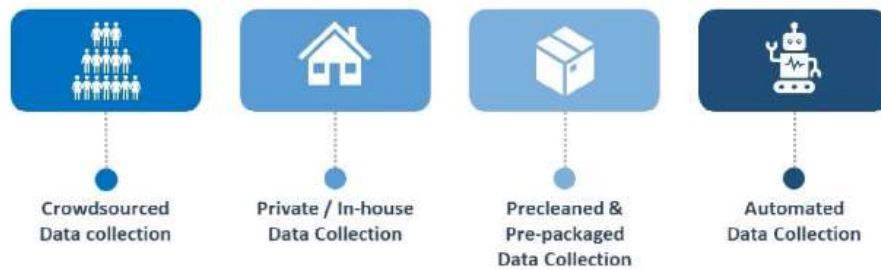 Crowdsourced
Data collection
Private / In-house
Data Collection
Precleaned &
Pre-packaged
Data Collection
Automated
Data Collection